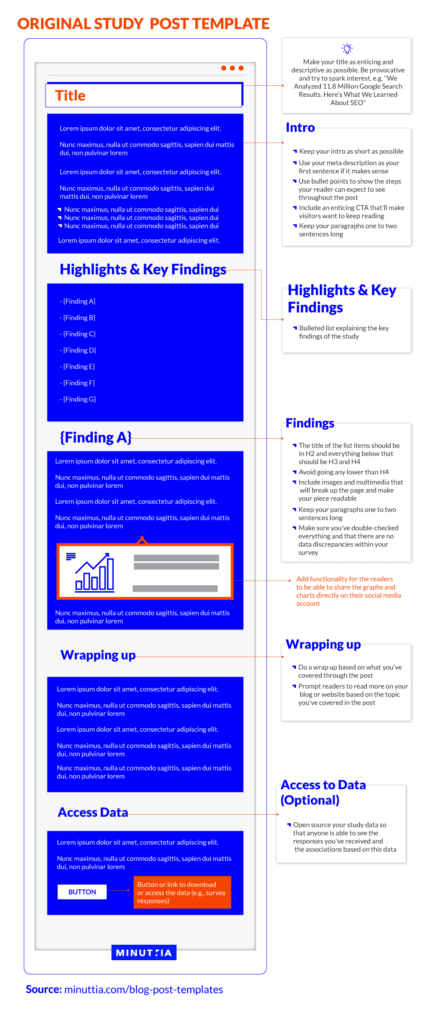 ORIGINAL STUDY POST TEMPLATE
Make your title as enticing and
descriptive as possible. Be provocative
and try to spark interest, e.g. "We
Analyzed 11.8 Million Google Search
Results. Here's What We Learned
About SEO"
Title
Lorem ipsum dolor sit amet, consectetur adipiscing elit.
Nunc maximus, nulla ut commodo sagittis, sapien dui mattis
dui, non pulvinar lorem
Lorem ipsum dolor sit amet, consectetur adipiscing elit.
Nunc maximus, nulla ut commodo sagittis, sapien dui
mattis dui, non pulvinar lorem
Nunc maximus, nulla ut commodo sagittis, sapien dui
Nunc maximus, nulla ut commodo sagittis, sapien dui
Nunc maximus, nulla ut commodo sagittis, sapien dui
Lorem ipsum dolor sit amet, consectetur adipiscing elit.
Intro
Keep your intro as short as possible
Use your meta description as your
first sentence if it makes sense
Use bullet points to show the steps
your reader can expect to see
throughout the post
Include an enticing CTA that'll make
visitors want to keep reading
Keep your paragraphs one to two
sentences long
Highlights & Key Findings
- {Finding A}
- {Finding B}
- {Finding C}
- {Finding D}
- {Finding E}
- {Finding F}
- {Finding G}
Highlights & Key
Findings
Bulleted list explaining the key
findings of the study
{Finding A}
Lorem ipsum dolor sit amet, consectetur adipiscing elit.
Nunc maximus, nulla ut commodo sagittis, sapien dui mattis
dui, non pulvinar lorem
Lorem ipsum dolor sit amet, consectetur adipiscing elit.
Nunc maximus, nulla ut commodo sagittis, sapien dui mattis
dui, non pulvinar lorem
Nunc maximus, nulla ut commodo sagittis, sapien dui mattis
dui, non pulvinar lorem
Findings
The title of the list items should be
in H2 and everything below that
should be H3 and H4
Avoid going any lower than H4
Include images and multimedia that
will break up the page and make
your piece readable
Keep your paragraphs one to two
sentences long
Make sure you've double-checked
everything and that there are no
data discrepancies within your
survey
Add functionality for the readers
to be able to share the graphs and
charts directly on their social media
account
Wrapping up
Lorem ipsum dolor sit amet, consectetur adipiscing elit.
Nunc maximus, nulla ut commodo sagittis, sapien dui mattis
dui, non pulvinar lorem
Lorem ipsum dolor sit amet, consectetur adipiscing elit.
Nunc maximus, nulla ut commodo sagittis, sapien dui mattis
dui, non pulvinar lorem
Nunc maximus, nulla ut commodo sagittis, sapien dui mattis
dui, non pulvinar lorem
Wrapping up
Do a wrap up based on what you've
covered through the post
Prompt readers to read more on your
blog or website based on the topic
you've covered in the post
Access Data
Lorem ipsum dolor sit amet, consectetur adipiscing elit.
Nunc maximus, nulla ut commodo sagittis, sapien dui mattis
dui, non pulvinar lorem
BUTTON
Button or link to download
or access the data (e.g., survey
responses)
Access to Data
(Optional)
Open source your study data so
that anyone is able to see the
responses you've received and
the associations based on this data
MINUTTIA
Source: minuttia.com/blog-post-templates